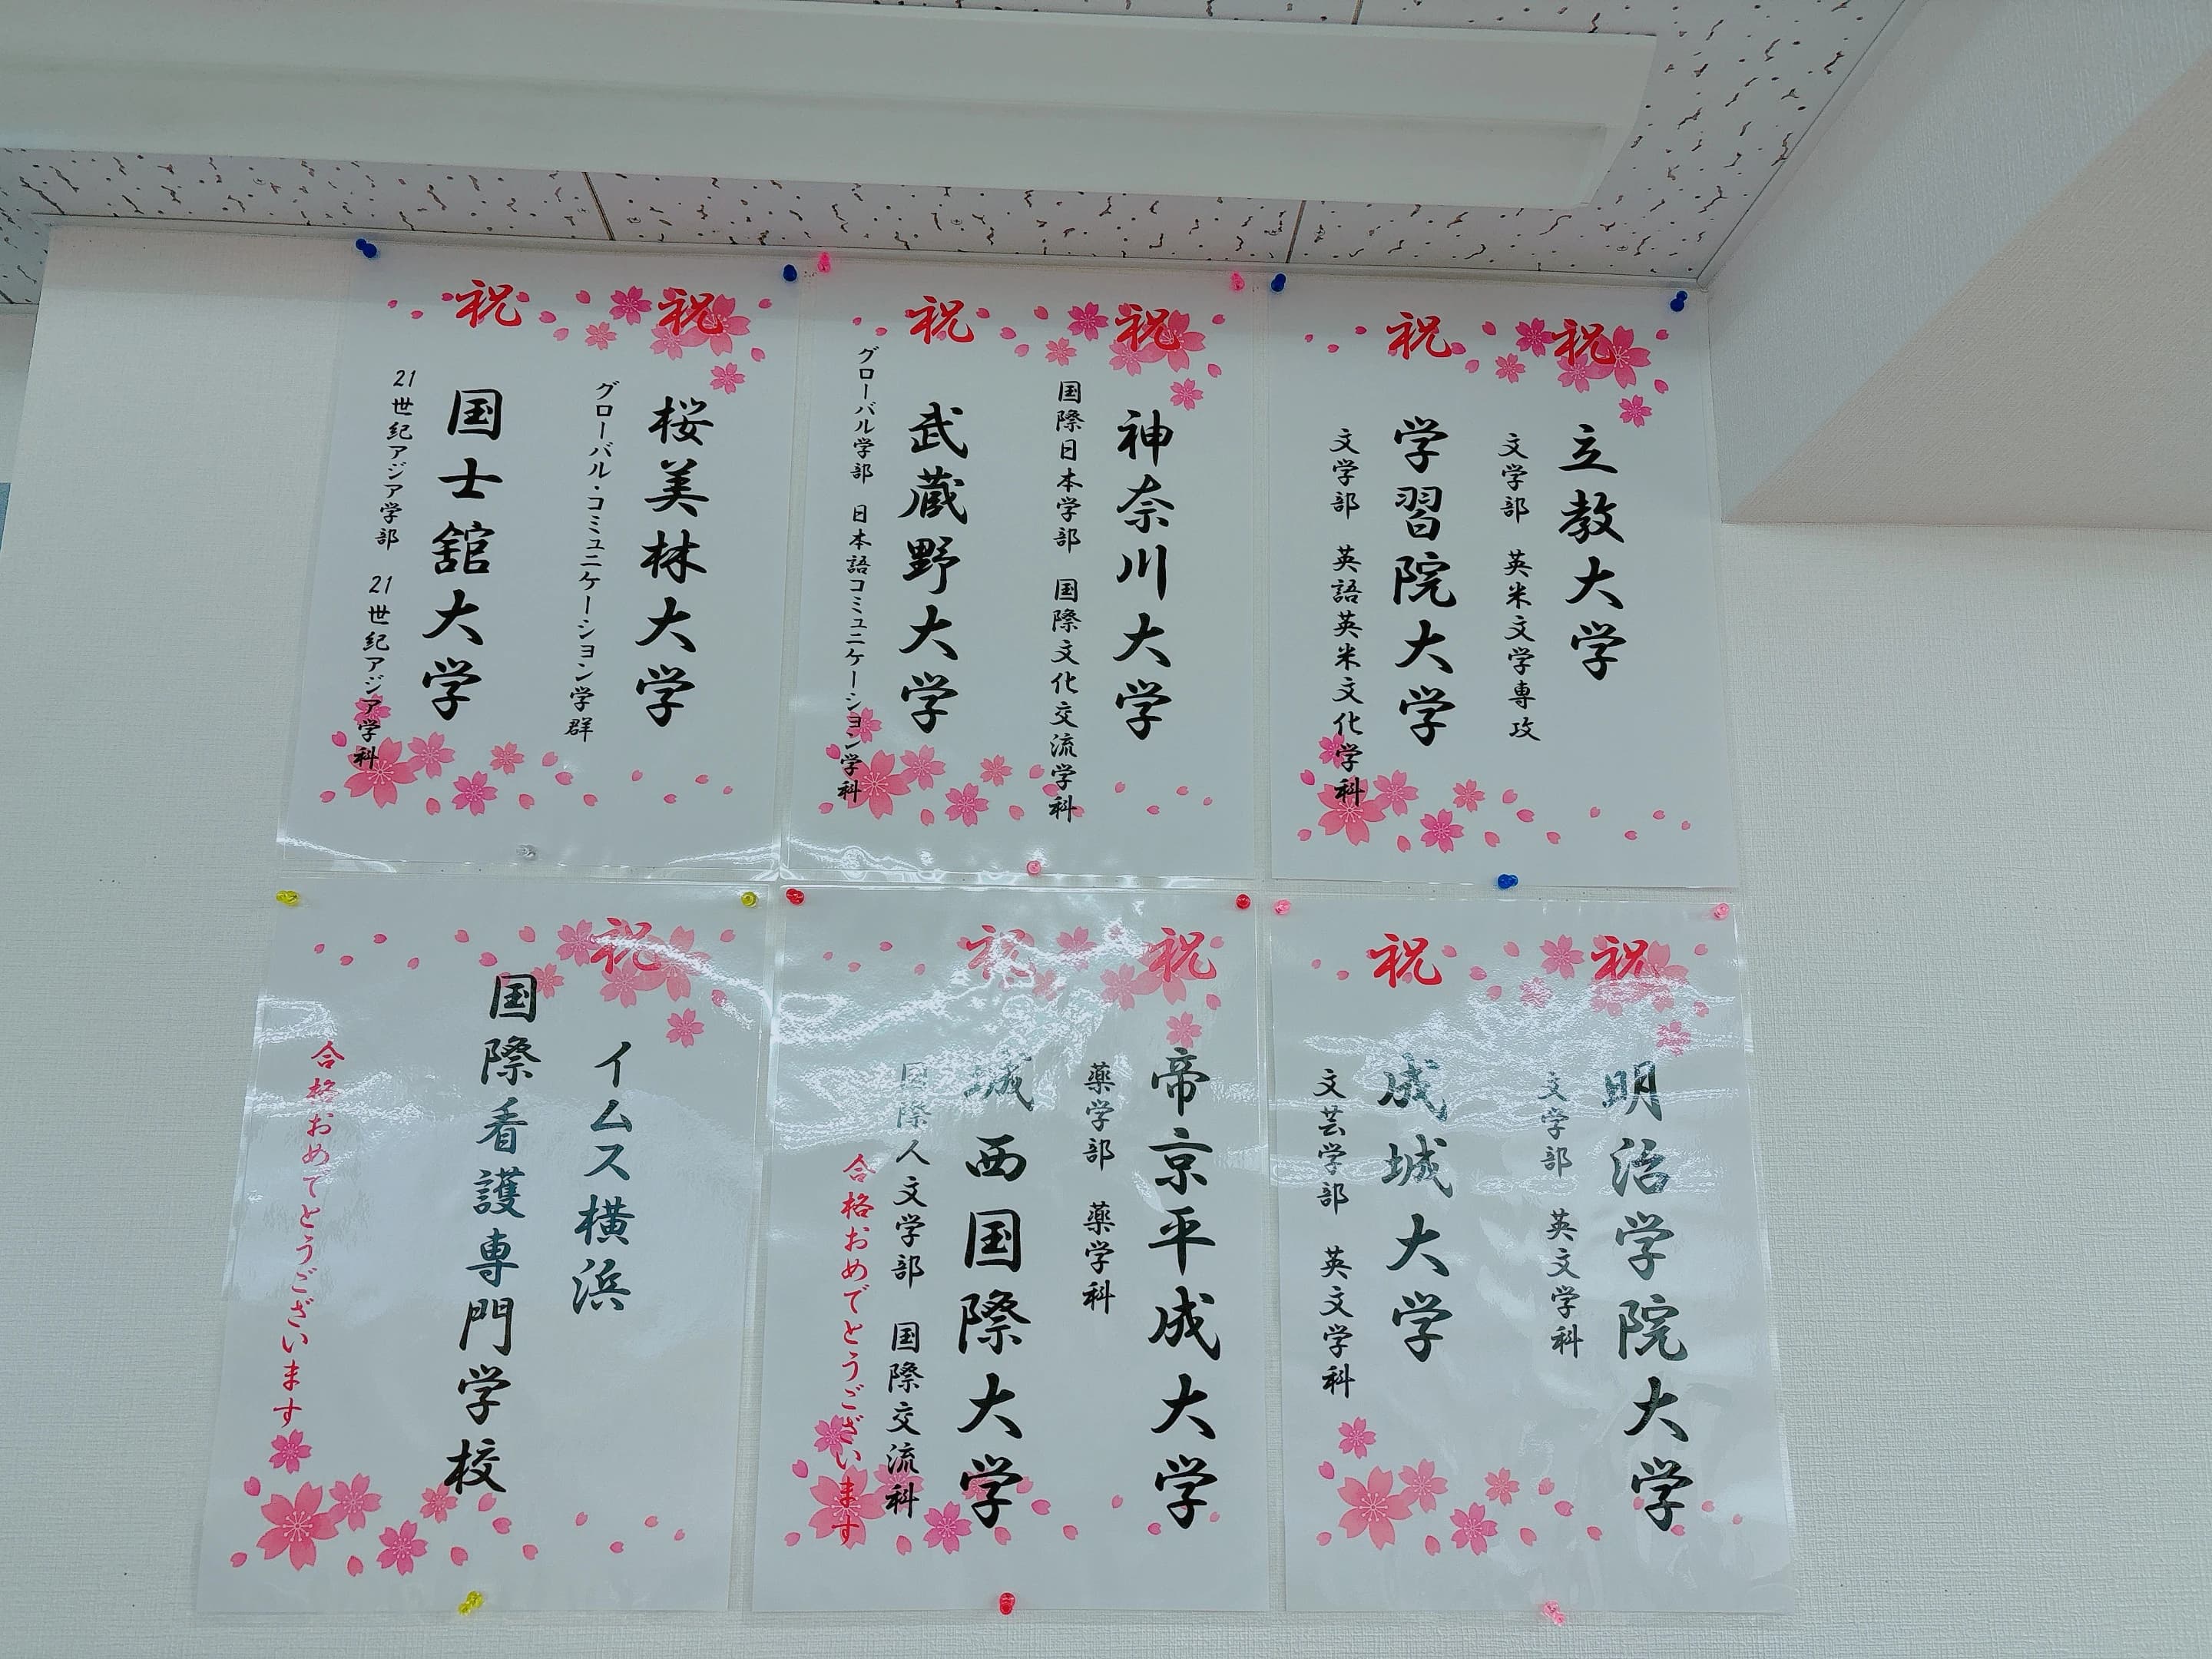 祝
立教大学
文学部 英米文学専攻
祝
学習院大学
文学部 英語英米文化学科
祝
神奈川大学
国際日本学部 国際文化交流学科
祝
武蔵野大学
グローバル学部 日本語コミュニケーション学科
祝
桜美林大学
グローバル・コミュニケーション学群
祝
国士舘大学
21世紀アジア学部 21世紀アジア学科
祝
明治学院大学
文学部 英文学科
祝
成城大学
文芸学部 英文学科
祝
帝京平成大学
薬学部 薬学科
祝
城西国際大学
国際人文学部 国際交流科
合格おめでとうございます
祝
イムス横浜
国際看護専門学校
合格おめでとうございます